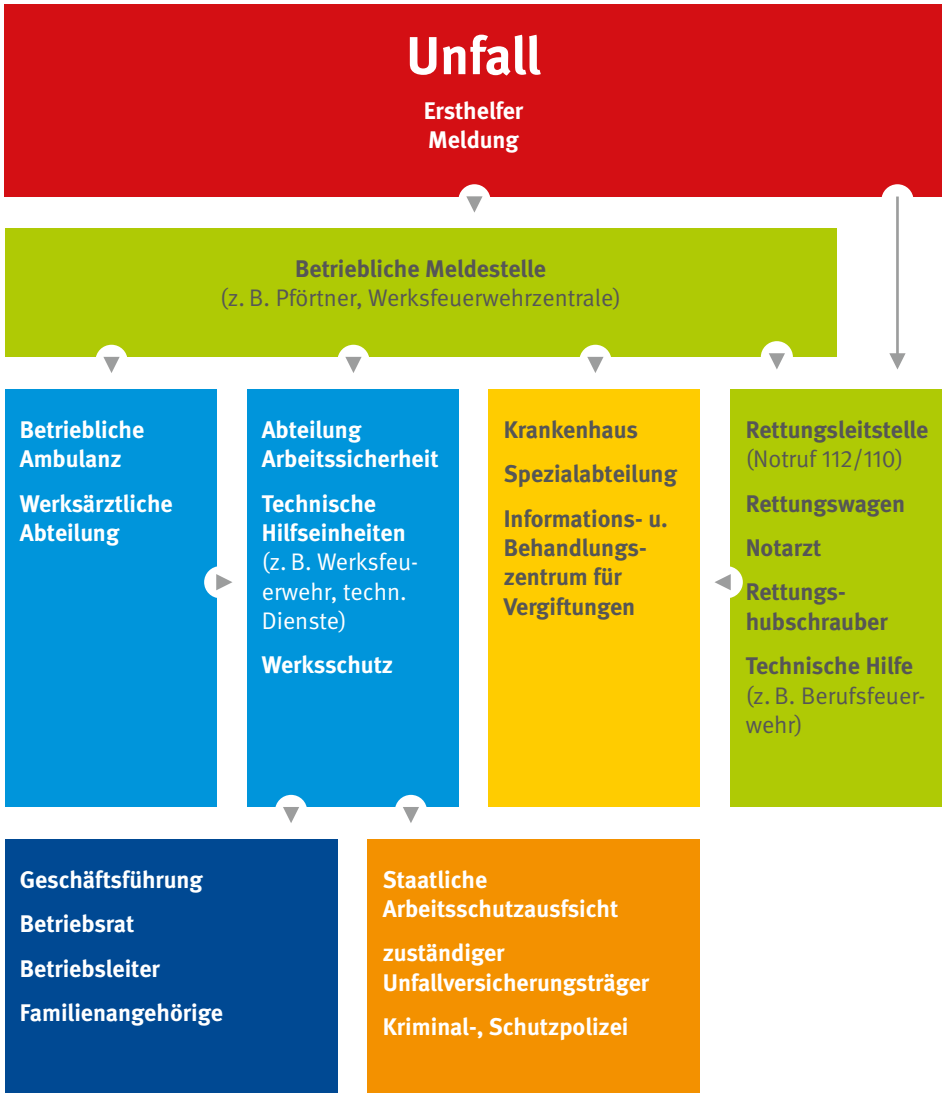 Unfall
Ersthelfer
Meldung
Betriebliche Meldestelle
(z. B. Pförtner, Werksfeuerwehrzentrale)
Betriebliche
Ambulanz
Werksärztliche
Abteilung
Abteilung
Arbeitssicherheit
Technische
Hilfseinheiten
(z. B. Werksfeu-
erwehr, techn.
Dienste)
Werksschutz
Krankenhaus
Spezialabteilung
Informations- u.
Behandlungs-
zentrum für
Vergiftungen
Rettungsleitstelle
(Notruf 112/110)
Rettungswagen
Notarzt
Rettungs-
hubschrauber
Technische Hilfe
(z. B. Berufsfeuer-
wehr)
Geschäftsführung
Betriebsrat
Betriebsleiter
Familienangehörige
Staatliche
Arbeitsschutzausfsicht
zuständiger
Unfallversicherungsträger
Kriminal-, Schutzpolizei